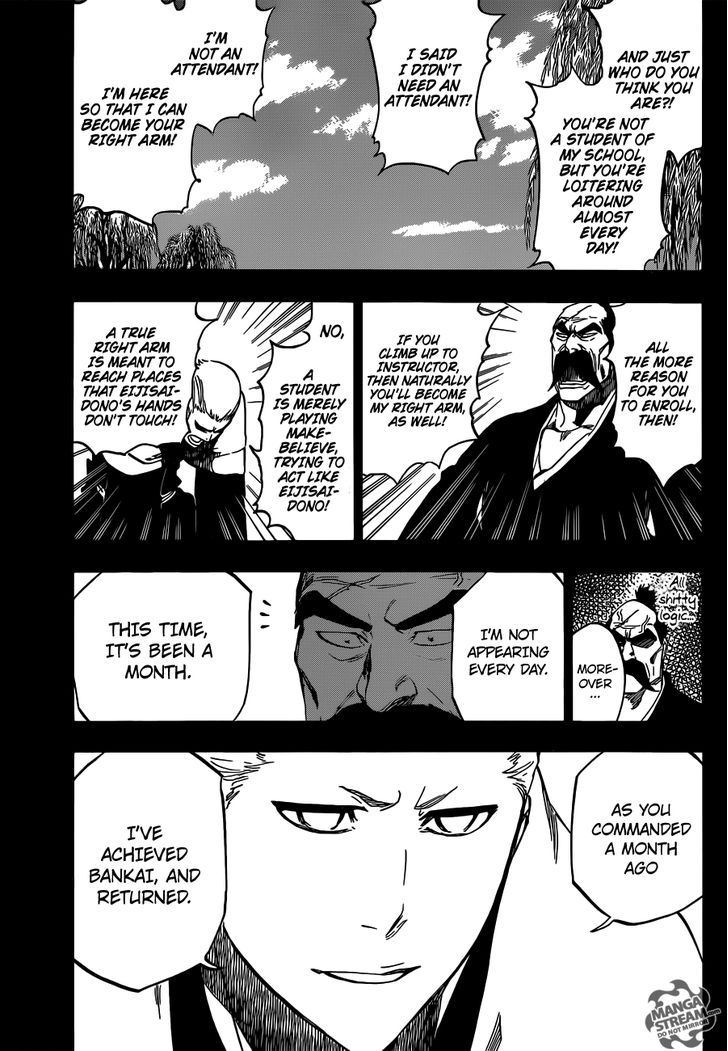 AND JUST
WHO DO YOU
THINK YOU
ARE?!
YOU'RE NOT
A STUDENT OF
MY SCHOOL,
BUT YOU'RE
LOITERING
AROUND
ALMOST
EVERY
DAY!
I SAID
I DIDN'T
NEED AN
ATTENDANT!
I'M
NOT AN
ATTENDANT!
I'M HERE
SO THAT I CAN
BECOME YOUR
RIGHT ARM!
ALL
THE MORE
REASON
FOR YOU
TO ENROLL,
THEN!
IF YOU
CLIMB UP TO
INSTRUCTOR,
THEN NATURALLY
YOU'LL BECOME
MY RIGHT ARM,
AS WELL!
NO,
A
STUDENT
IS MERELY
PLAYING
MAKE-
BELIEVE,
TRYING TO
ACT LIKE
EIJISAI-
DONO!
A TRUE
RIGHT ARM
IS MEANT TO
REACH PLACES
THAT EIJISAI-
DONO'S HANDS
DON'T TOUCH!
All
shitty
logic...
MORE-
OVER
...
I'M NOT
APPEARING
EVERY DAY.
THIS TIME,
IT'S BEEN A
MONTH.
AS YOU
COMMANDED
A MONTH
AGO
I'VE
ACHIEVED
BANKAI, AND
RETURNED.
MANGA
STREAM.com
DO NOT MIRROR